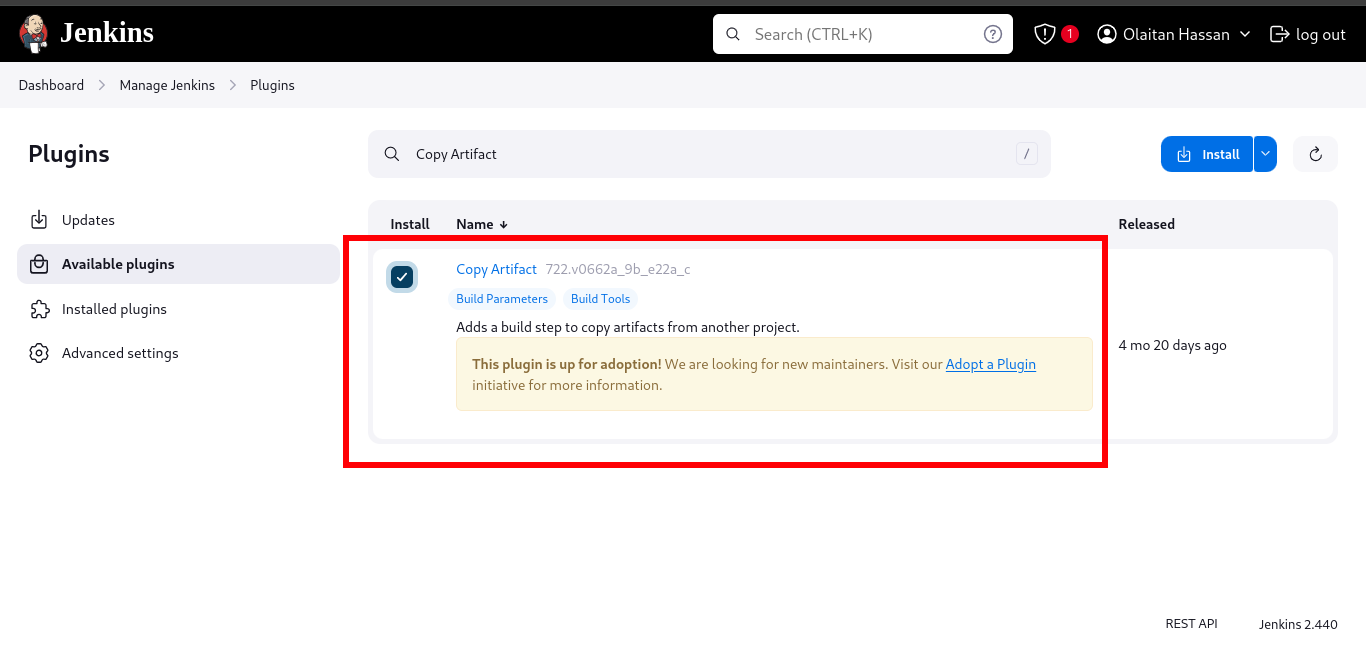 Jenkins
Search (CTRL+K)
1
Olaitan Hassan
log out
Dashboard
Manage Jenkins
Plugins
Plugins
Copy Artifact
/
Install
Updates
Available plugins
Installed plugins
Advanced settings
Install Name ↓ Released
Copy Artifact 722.v0662a_9b_e22a_c
Build Parameters Build Tools
Adds a build step to copy artifacts from another project.
This plugin is up for adoption! We are looking for new maintainers. Visit our Adopt a Plugin
initiative for more information.
4 mo 20 days ago
REST API
Jenkins 2.440